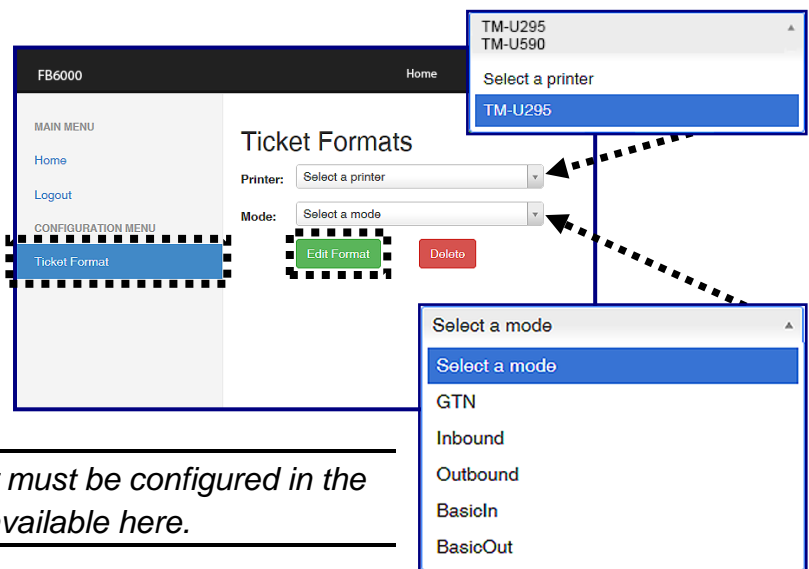 TM-U295
TM-U590
Select a printer
TM-U295
FB6000
Home
MAIN MENU
Home
Logout
CONFIGURATION MENU
Ticket Format
Ticket Formats
Printer: Select a printer
Mode: Select a mode
Edit Format Delete
Select a mode
Select a mode
GTN
Inbound
Outbound
BasicIn
BasicOut
must be configured in the
available here.